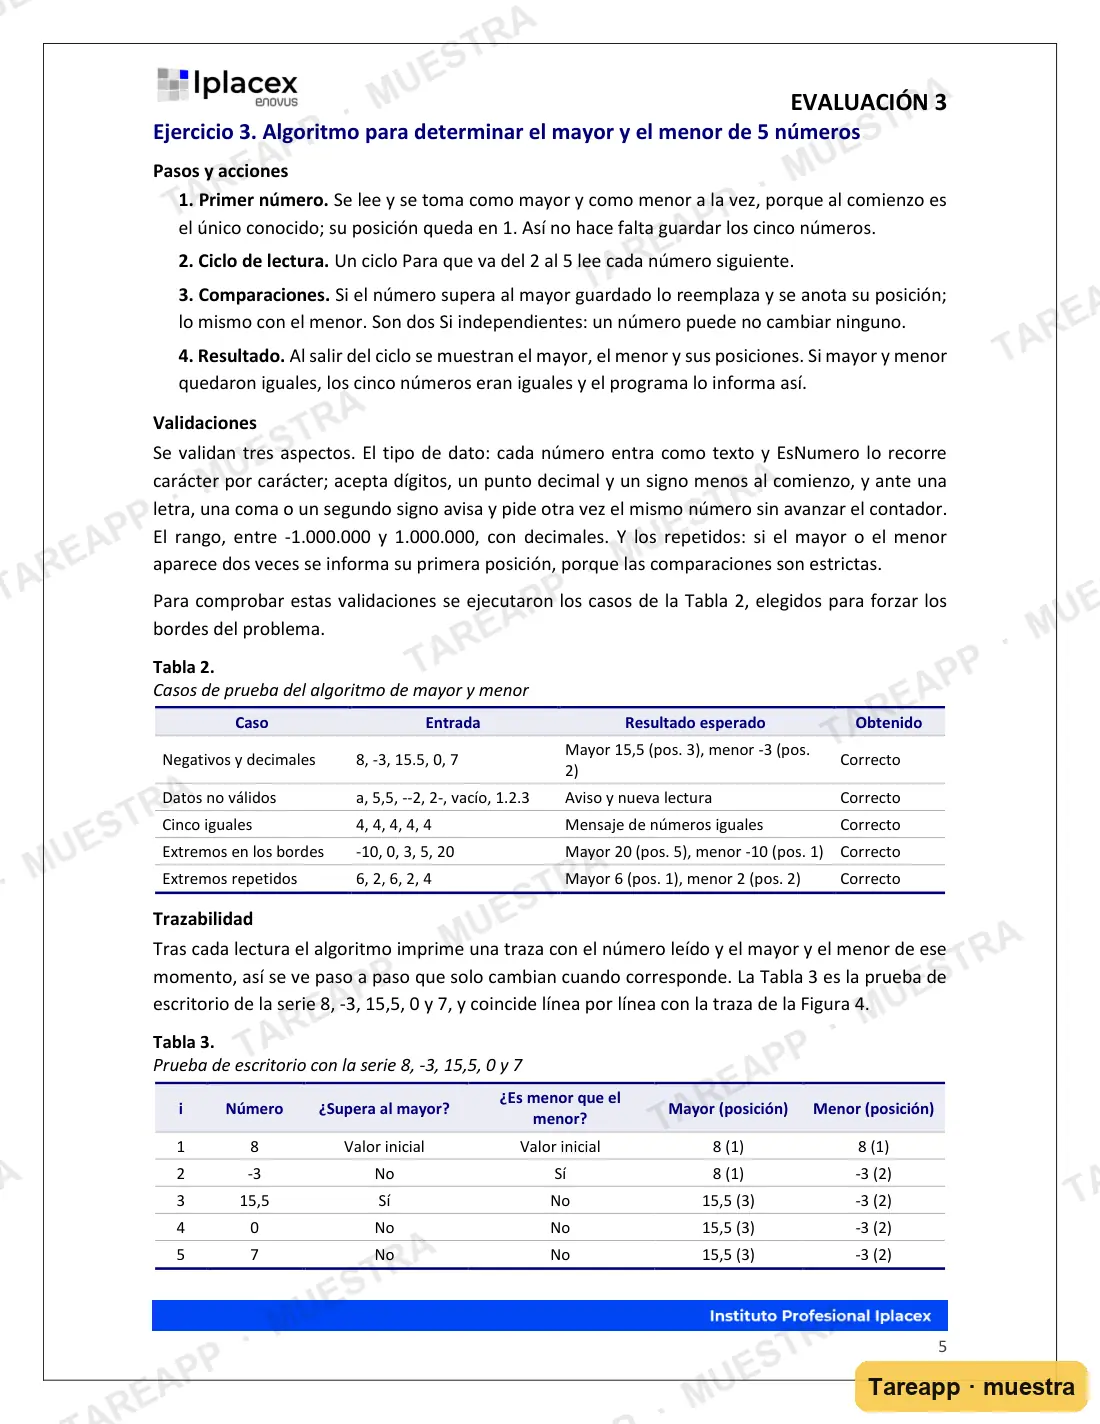 Iplacex
enovus
EVALUACIÓN 3
Ejercicio 3. Algoritmo para determinar el mayor y el menor de 5 números
Pasos y acciones
1. Primer número. Se lee y se toma como mayor y como menor a la vez, porque al comienzo es
el único conocido; su posición queda en 1. Así no hace falta guardar los cinco números.
2. Ciclo de lectura. Un ciclo Para que va del 2 al 5 lee cada número siguiente.
3. Comparaciones. Si el número supera al mayor guardado lo reemplaza y se anota su posición;
lo mismo con el menor. Son dos Si independientes: un número puede no cambiar ninguno.
4. Resultado. Al salir del ciclo se muestran el mayor, el menor y sus posiciones. Si mayor y menor
quedaron iguales, los cinco números eran iguales y el programa lo informa así.
Validaciones
Se validan tres aspectos. El tipo de dato: cada número entra como texto y EsNumero lo recorre
carácter por carácter; acepta dígitos, un punto decimal y un signo menos al comienzo, y ante una
letra, una coma o un segundo signo avisa y pide otra vez el mismo número sin avanzar el contador.
El rango, entre -1.000.000 y 1.000.000, con decimales. Y los repetidos: si el mayor o el menor
aparece dos veces se informa su primera posición, porque las comparaciones son estrictas.
Para comprobar estas validaciones se ejecutaron los casos de la Tabla 2, elegidos para forzar los
bordes del problema.
Tabla 2.
Casos de prueba del algoritmo de mayor y menor
Caso Entrada Resultado esperado Obtenido
Negativos y decimales 8, -3, 15.5, 0, 7 Mayor 15,5 (pos. 3), menor -3 (pos. 2) Correcto
Datos no válidos a, 5,5, --2, 2-, vacío, 1.2.3 Aviso y nueva lectura Correcto
Cinco iguales 4, 4, 4, 4, 4 Mensaje de números iguales Correcto
Extremos en los bordes -10, 0, 3, 5, 20 Mayor 20 (pos. 5), menor -10 (pos. 1) Correcto
Extremos repetidos 6, 2, 6, 2, 4 Mayor 6 (pos. 1), menor 2 (pos. 2) Correcto
Trazabilidad
Tras cada lectura el algoritmo imprime una traza con el número leído y el mayor y el menor de ese
momento, así se ve paso a paso que solo cambian cuando corresponde. La Tabla 3 es la prueba de
escritorio de la serie 8, -3, 15,5, 0 y 7, y coincide línea por línea con la traza de la Figura 4.
Tabla 3.
Prueba de escritorio con la serie 8, -3, 15,5, 0 y 7
i Número ¿Supera al mayor? ¿Es menor que el menor? Mayor (posición) Menor (posición)
1 8 Valor inicial Valor inicial 8 (1) 8 (1)
2 -3 No Sí 8 (1) -3 (2)
3 15,5 Sí No 15,5 (3) -3 (2)
4 0 No No 15,5 (3) -3 (2)
5 7 No No 15,5 (3) -3 (2)
Instituto Profesional Iplacex
5
Tareapp · muestra
TAREAPP · MUESTRA